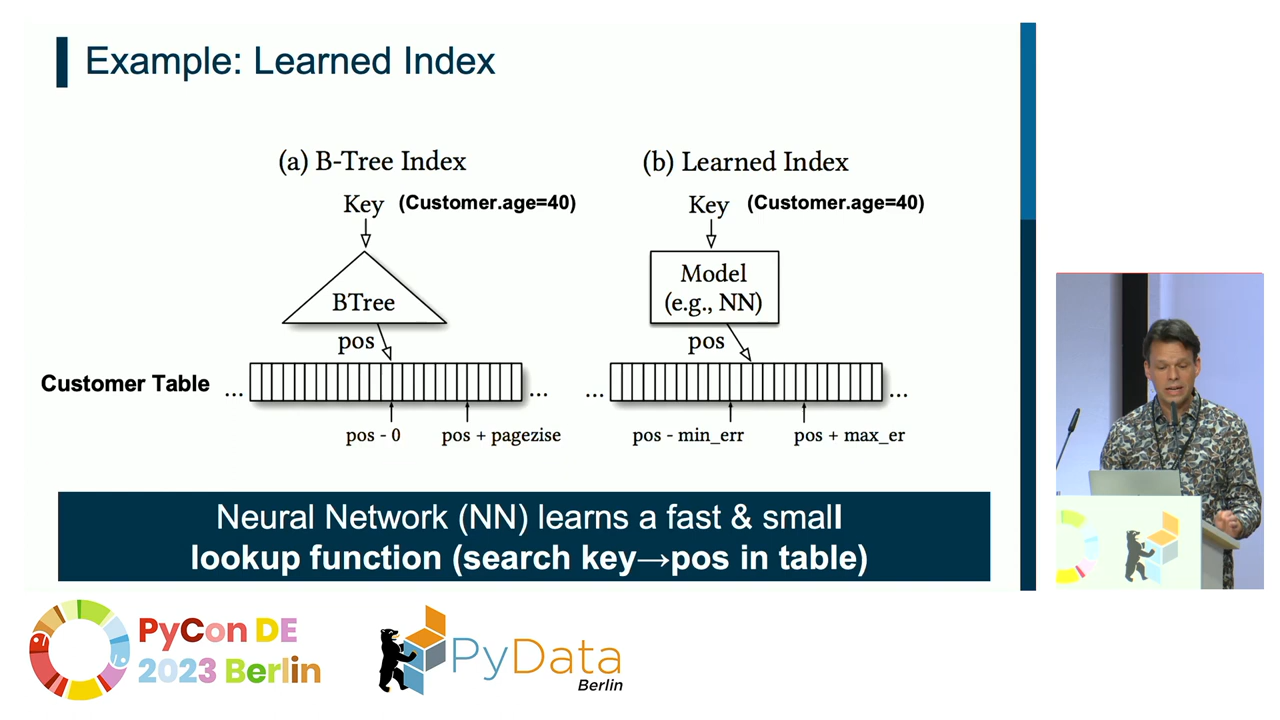 Example: Learned Index
(a) B-Tree Index
Key (Customer.age=40)
BTree
pos
Customer Table
...
...
pos - 0
pos + pagezise
(b) Learned Index
Key (Customer.age=40)
Model
(e.g., NN)
pos
...
...
pos - min_err
pos + max_er
Neural Network (NN) learns a fast & small
lookup function (search key→pos in table)
PyCon DE
2023 Berlin
PyData
Berlin